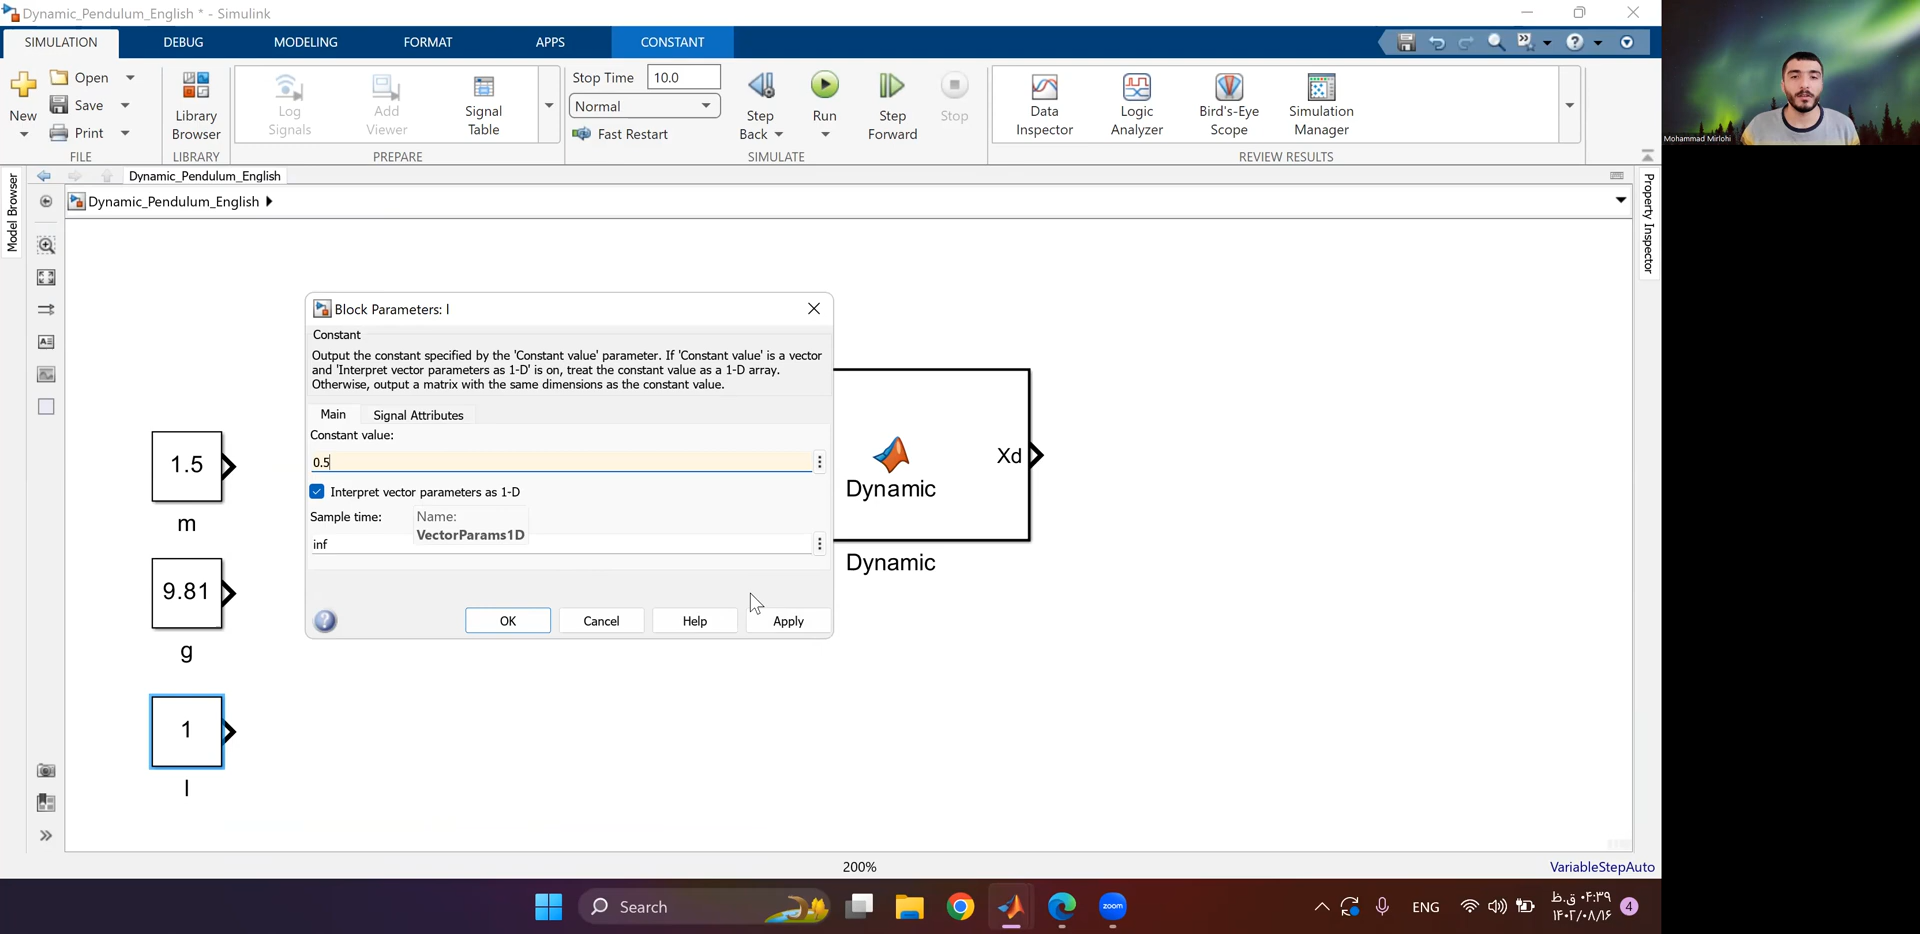 Dynamic_Pendulum_English * - Simulink
SIMULATION
DEBUG
MODELING
FORMAT
APPS
CONSTANT
New
Open
Save
Print
FILE
Library
Browser
LIBRARY
Log
Signals
Add
Viewer
Signal
Table
PREPARE
Stop Time
10.0
Normal
Fast Restart
Step
Back
Run
Step
Forward
Stop
SIMULATE
Data
Inspector
Logic
Analyzer
Bird's-Eye
Scope
Simulation
Manager
REVIEW RESULTS
Mohammad Mirlohi
Model Browser
Dynamic_Pendulum_English
Dynamic_Pendulum_English
Property Inspector
Block Parameters: l
Constant
Output the constant specified by the 'Constant value' parameter. If 'Constant value' is a vector
and 'Interpret vector parameters as 1-D' is on, treat the constant value as a 1-D array.
Otherwise, output a matrix with the same dimensions as the constant value.
Main
Signal Attributes
Constant value:
0.5
Interpret vector parameters as 1-D
Sample time:
Name:
VectorParams1D
inf
OK
Cancel
Help
Apply
1.5
m
9.81
g
1
l
Xd
Dynamic
Dynamic
200%
VariableStepAuto
Search
zoom
ENG
۰۴:۳۹ ق.ظ
۱۴۰۲/۰۸/۱۶
4